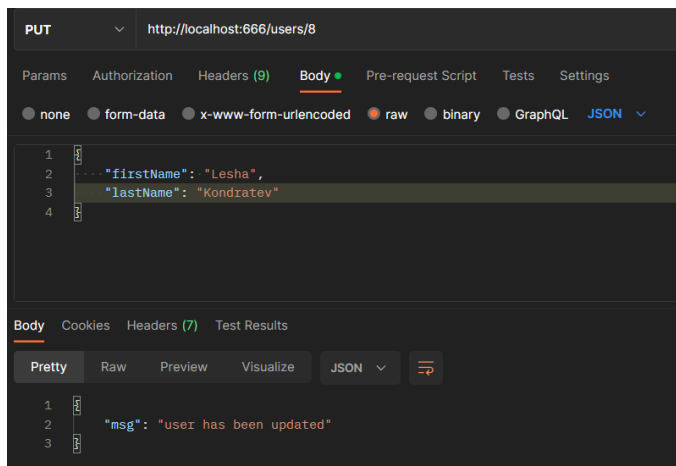 PUT http://localhost:666/users/8
Params Authorization Headers (9) Body Pre-request Script Tests Settings
none form-data x-www-form-urlencoded raw binary GraphQL JSON
1 {
2 ····"firstName":·"Lesha",
3 "lastName": "Kondratev"
4 }
Body Cookies Headers (7) Test Results
Pretty Raw Preview Visualize JSON
1 {
2 "msg": "user has been updated"
3 }